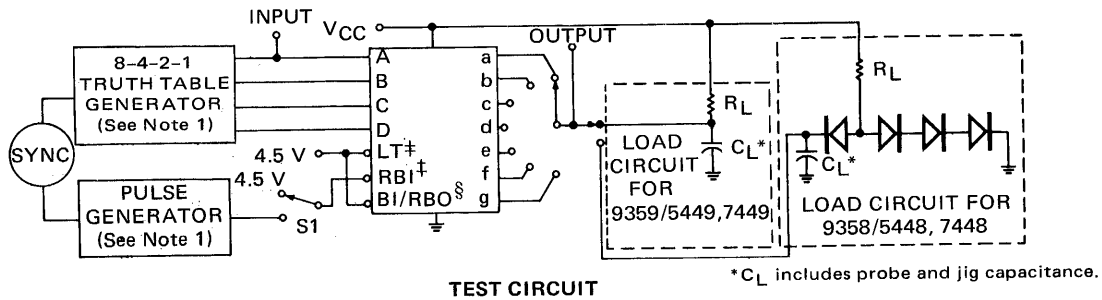 INPUT
VCC
OUTPUT
8-4-2-1
TRUTH TABLE
GENERATOR
(See Note 1)
SYNC
PULSE
GENERATOR
(See Note 1)
4.5 V
4.5 V
S1
A
B
C
D
LT‡
RBI†
BI/RBO§
a
b
c
d
e
f
g
RL
CL*
LOAD
CIRCUIT
FOR
9359/5449,7449
RL
CL*
LOAD CIRCUIT FOR
9358/5448, 7448
*CL includes probe and jig capacitance.
TEST CIRCUIT